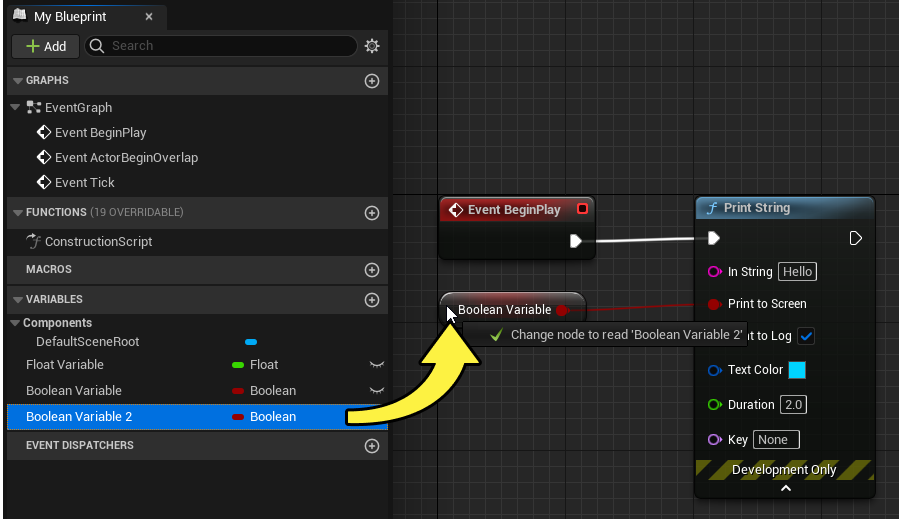 My Blueprint
Add
Search
GRAPHS
EventGraph
Event BeginPlay
Event ActorBeginOverlap
Event Tick
FUNCTIONS (19 OVERRIDABLE)
ConstructionScript
MACROS
VARIABLES
Components
DefaultSceneRoot
Float Variable Float
Boolean Variable Boolean
Boolean Variable 2 Boolean
EVENT DISPATCHERS
Event BeginPlay
Boolean Variable
Change node to read 'Boolean Variable 2'
Print String
In String Hello
Print to Screen
t to Log
Text Color
Duration 2.0
Key None
Development Only